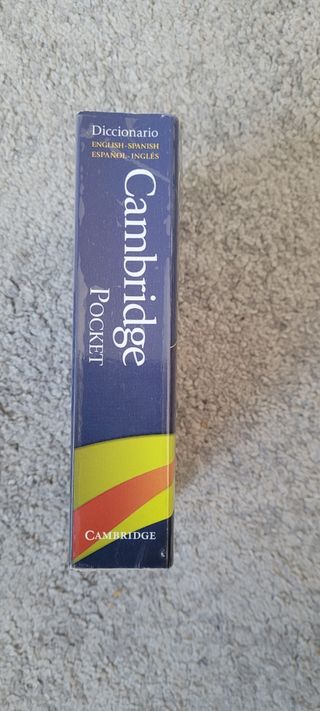 Diccionario
ENGLISH-SPANISH
ESPAÑOL-INGLÉS
Cambridge
POCKET
CAMBRIDGE